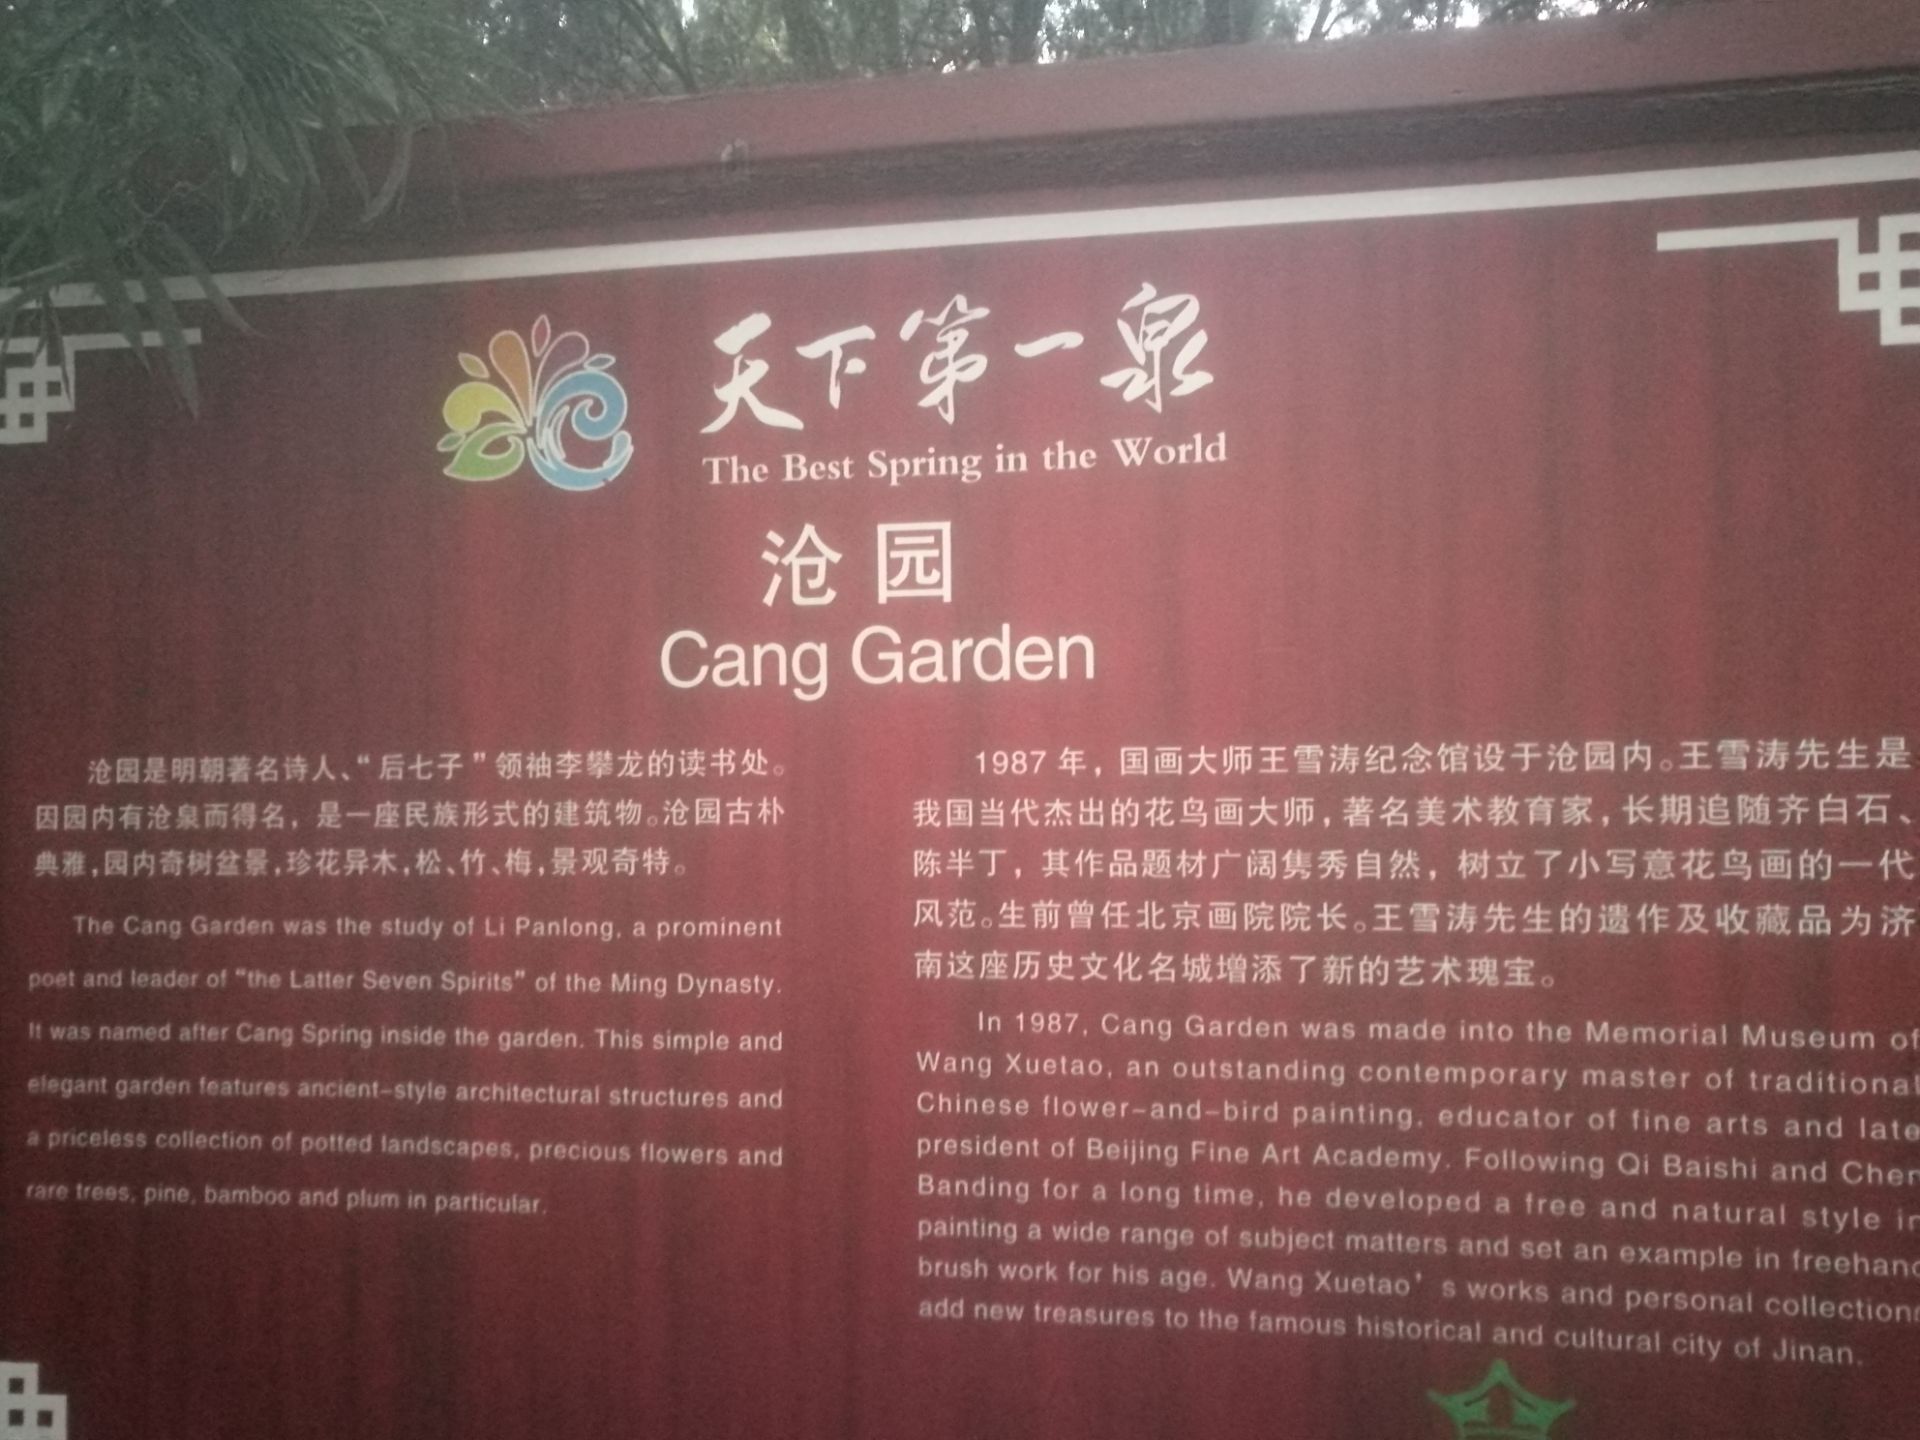 天下第一泉
The Best Spring in the World
沧园
Cang Garden
沧园是明朝著名诗人、“后七子”领袖李攀龙的读书处。
因园内有沧泉而得名，是一座民族形式的建筑物。沧园古朴
典雅，园内奇树盆景，珍花异木，松、竹、梅，景观奇特。
The Cang Garden was the study of Li Panlong, a prominent
poet and leader of “the Latter Seven Spirits” of the Ming Dynasty.
It was named after Cang Spring inside the garden. This simple and
elegant garden features ancient-style architectural structures and
a priceless collection of potted landscapes, precious flowers and
rare trees, pine, bamboo and plum in particular.
1987年，国画大师王雪涛纪念馆设于沧园内。王雪涛先生是
我国当代杰出的花鸟画大师，著名美术教育家，长期追随齐白石、
陈半丁，其作品题材广阔隽秀自然，树立了小写意花鸟画的一代
风范。生前曾任北京画院院长。王雪涛先生的遗作及收藏品为济
南这座历史文化名城增添了新的艺术瑰宝。
In 1987, Cang Garden was made into the Memorial Museum of
Wang Xuetao, an outstanding contemporary master of traditional
Chinese flower-and-bird painting, educator of fine arts and late
president of Beijing Fine Art Academy. Following Qi Baishi and Chen
Banding for a long time, he developed a free and natural style in
painting a wide range of subject matters and set an example in freehand
brush work for his age. Wang Xuetao’s works and personal collections
add new treasures to the famous historical and cultural city of Jinan.